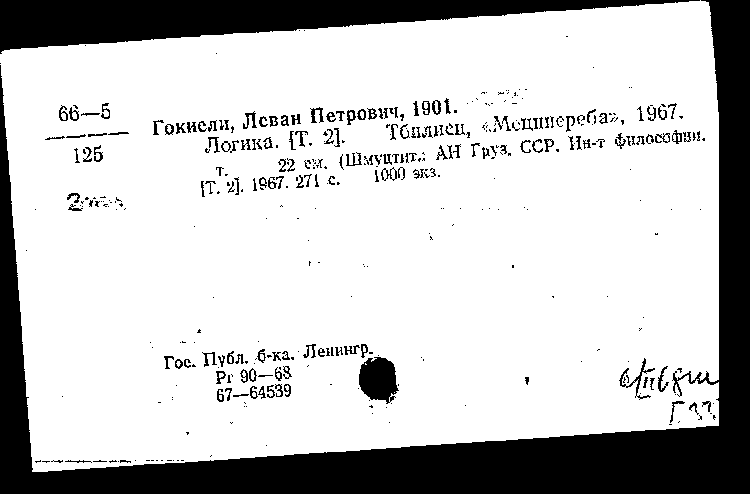 66—5
125
Гокиели, Леван Петрович, 1901.
Логика. [Т. 2]. Тбилиси, «Мецниереба», 1967.
т. 22 см. (Шмуцтит.: АН Груз. ССР. Ин-т философии.
[Т. 2]. 1967. 271 с. 1000 экз.
Гос. Публ. б-ка. Ленингр.
Рг 90—68
67—64539